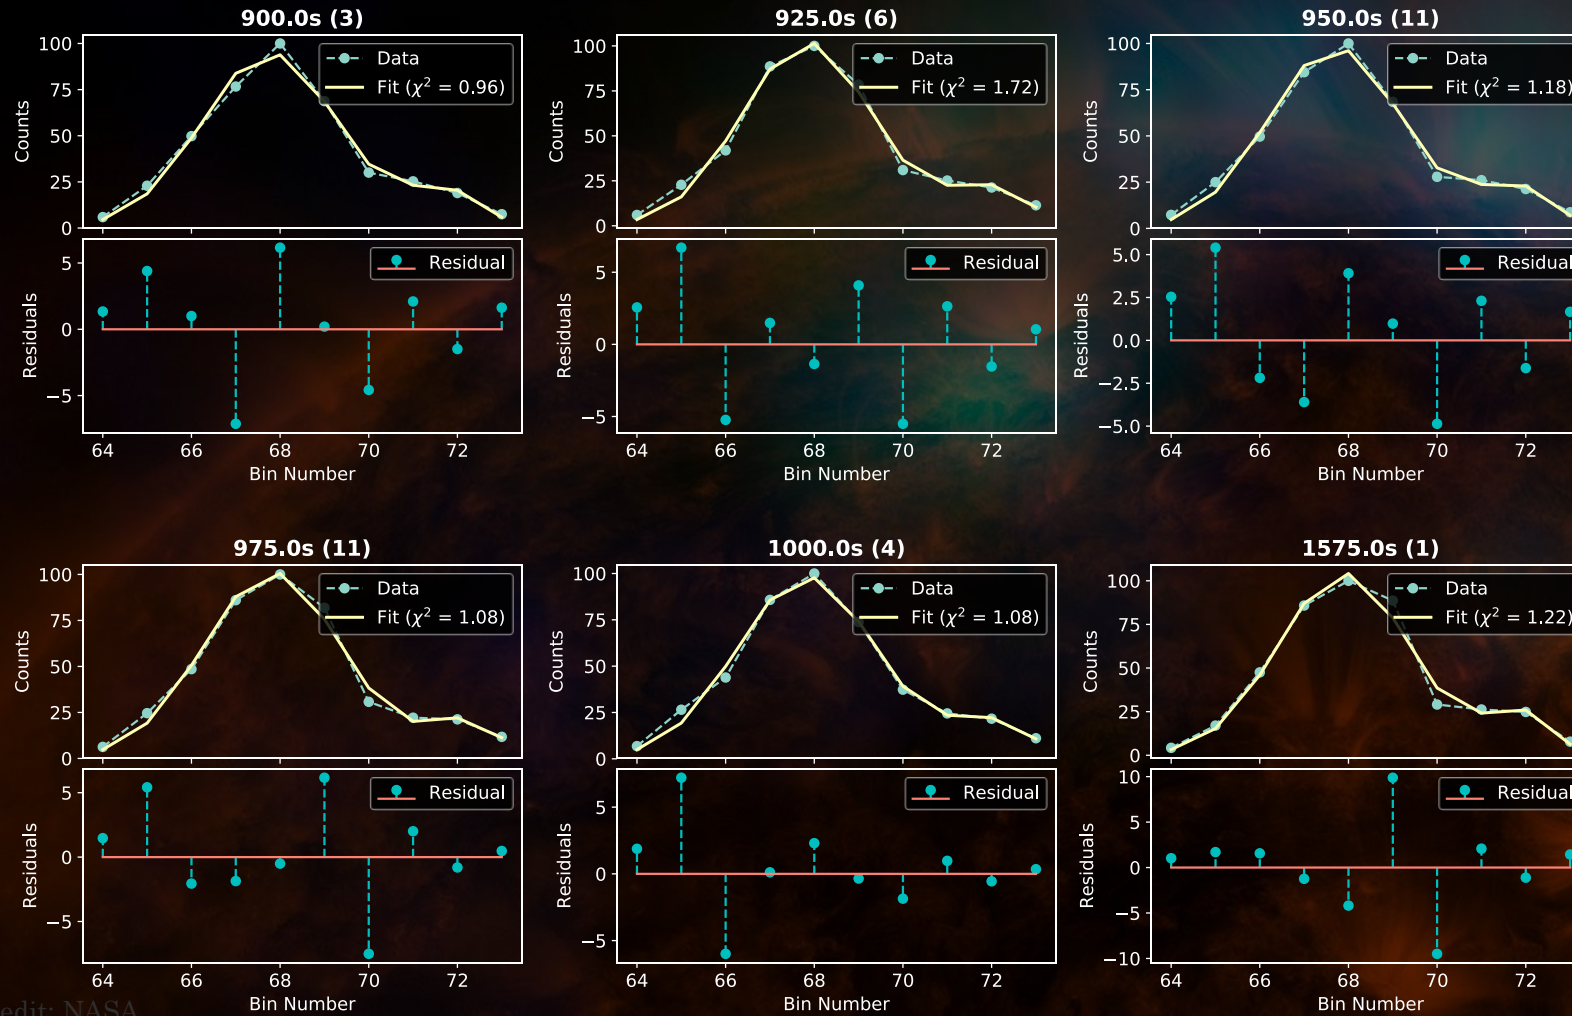 900.0s (3)
925.0s (6)
950.0s (11)
100
75
50
25
0
Counts
Data
Fit (χ² = 0.96)
100
75
50
25
0
Counts
Data
Fit (χ² = 1.72)
100
75
50
25
0
Counts
Data
Fit (χ² = 1.18)
5
0
−5
Residuals
Residual
64 66 68 70 72
Bin Number
5
0
−5
Residuals
Residual
64 66 68 70 72
Bin Number
5.0
2.5
0.0
−2.5
−5.0
Residuals
Residual
64 66 68 70 72
Bin Number
975.0s (11)
1000.0s (4)
1575.0s (1)
100
75
50
25
0
Counts
Data
Fit (χ² = 1.08)
100
75
50
25
0
Counts
Data
Fit (χ² = 1.08)
100
75
50
25
0
Counts
Data
Fit (χ² = 1.22)
5
0
−5
Residuals
Residual
64 66 68 70 72
Bin Number
5
0
−5
Residuals
Residual
64 66 68 70 72
Bin Number
10
5
0
−5
−10
Residuals
Residual
64 66 68 70 72
Bin Number
edit: NASA